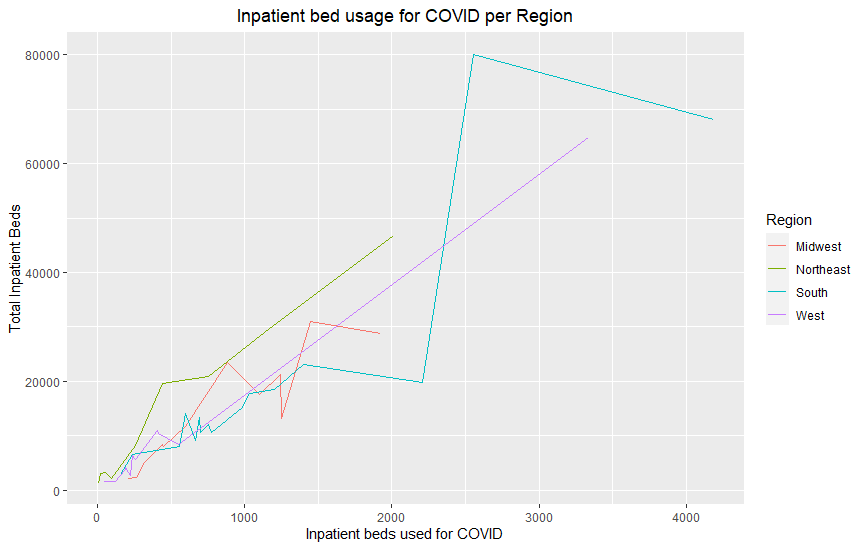 Inpatient bed usage for COVID per Region
Total Inpatient Beds
80000
60000
40000
20000
0
0
1000
2000
3000
4000
Inpatient beds used for COVID
Region
Midwest
Northeast
South
West